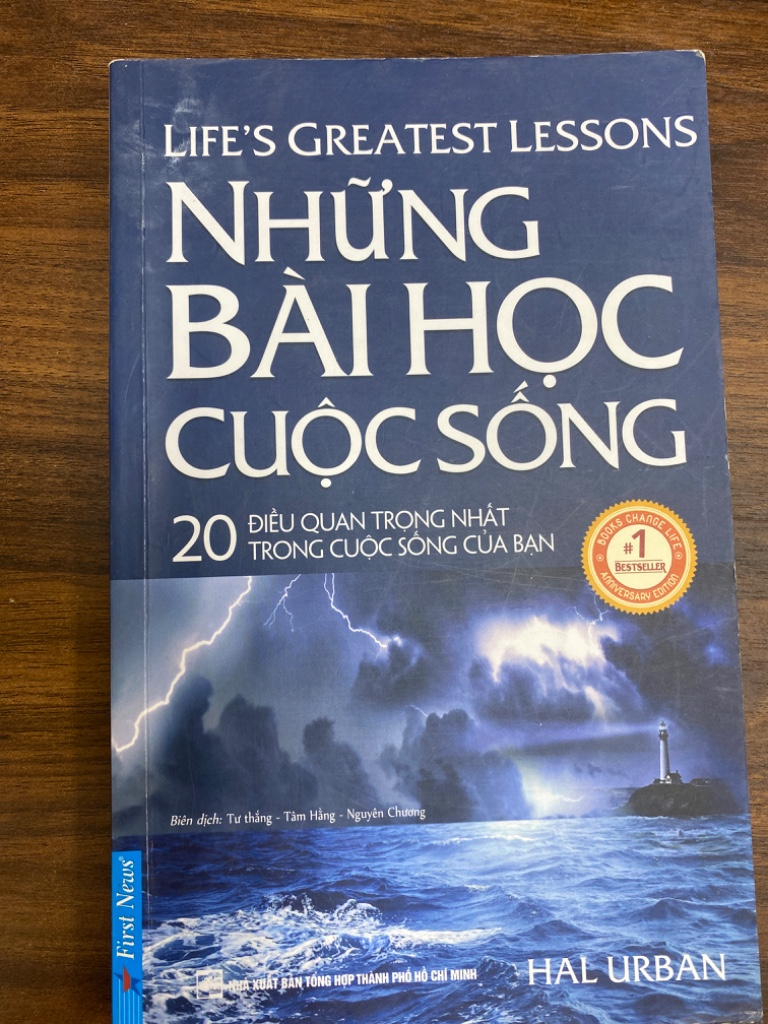 LIFE'S GREATEST LESSONS
NHỮNG
BÀI HỌC
CUỘC SỐNG
20 ĐIỀU QUAN TRỌNG NHẤT
TRONG CUỘC SỐNG CỦA BẠN
BOOKS CHANGE LIFE
#1
BESTSELLER
ANNIVERSARY EDITION
Biên dịch: Tư thắng - Tâm Hằng - Nguyên Chương
First News®
NHÀ XUẤT BẢN TỔNG HỢP THÀNH PHỐ HỒ CHÍ MINH
HAL URBAN